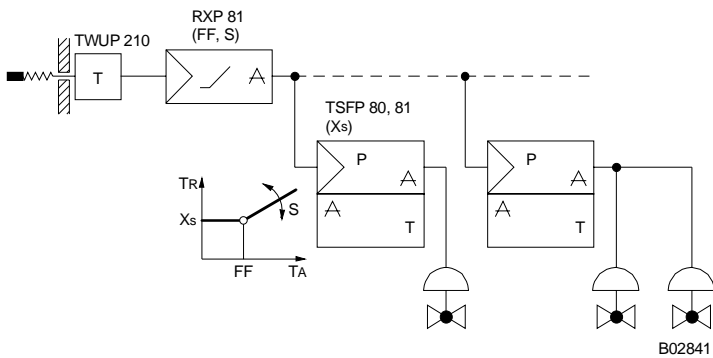 RXP 81
(FF, S)
TWUP 210
T
TSFP 80, 81
(Xs)
P
T
P
T
TR
Xs
S
FF
TA
B02841